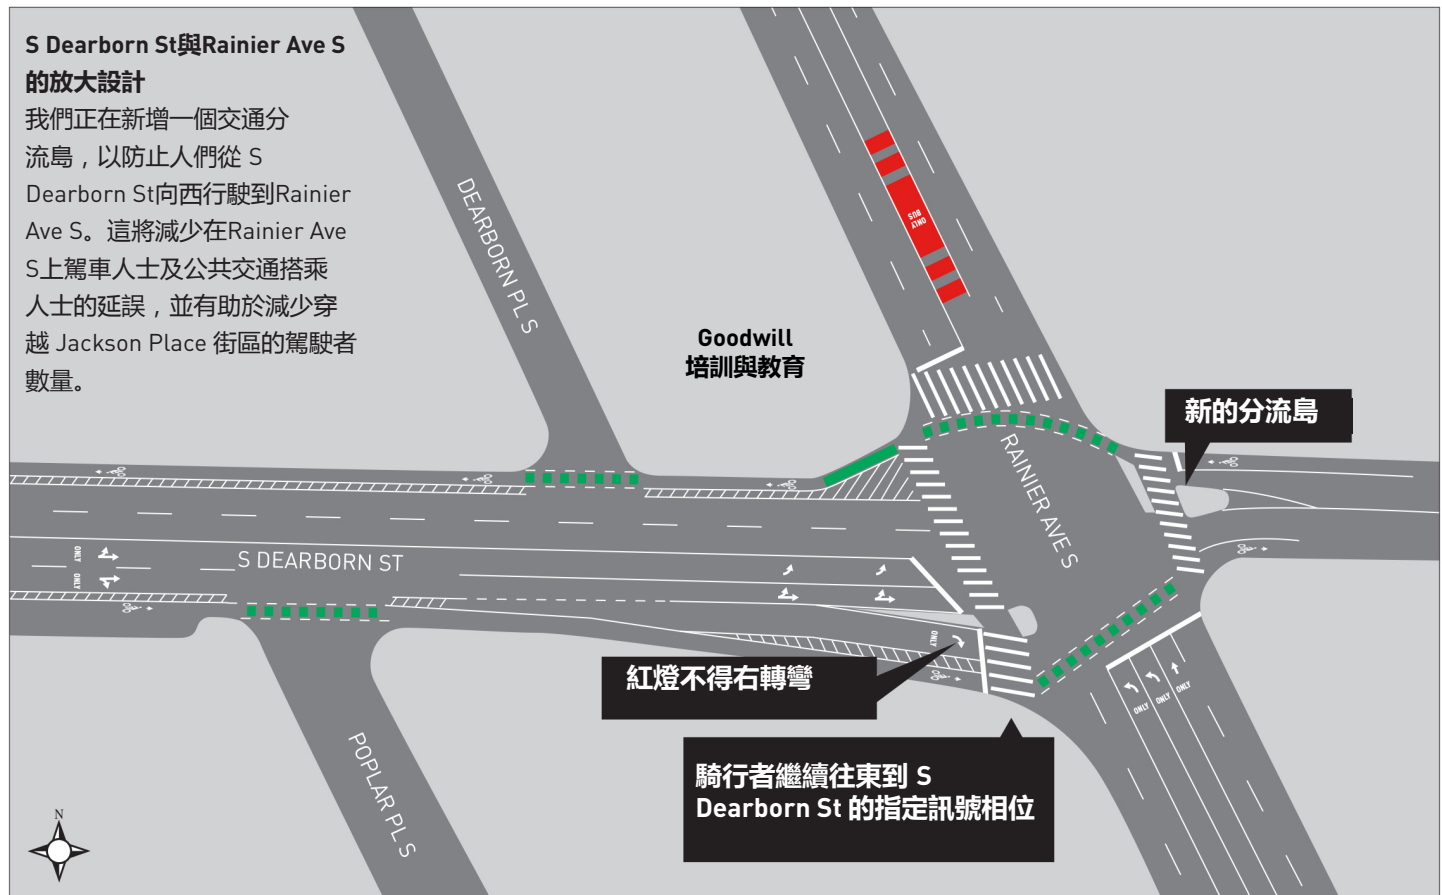 S Dearborn St與Rainier Ave S
的放大設計
我們正在新增一個交通分
流島，以防止人們從 S
Dearborn St向西行駛到Rainier
Ave S。這將減少在Rainier Ave
S上駕車人士及公共交通搭乘
人士的延誤，並有助於減少穿
越 Jackson Place 街區的駕駛者
數量。
DEARBORN PL S
ONLY
BUS
Goodwill
培訓與教育
新的分流島
RAINIER AVE S
S DEARBORN ST
ONLY
ONLY
ONLY
紅燈不得右轉彎
ONLY
ONLY
ONLY
騎行者繼續往東到 S
Dearborn St 的指定訊號相位
POPLAR PL S
N